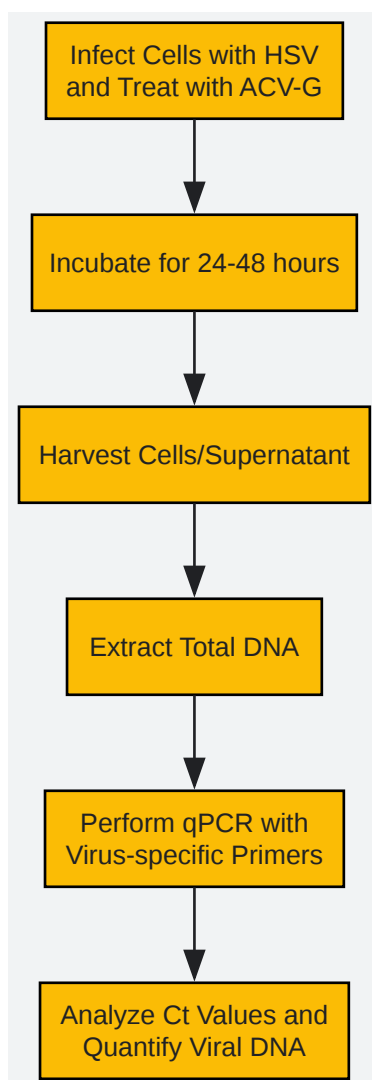 Infect Cells with HSV
and Treat with ACV-G
Incubate for 24-48 hours
Harvest Cells/Supernatant
Extract Total DNA
Perform qPCR with
Virus-specific Primers
Analyze Ct Values and
Quantify Viral DNA